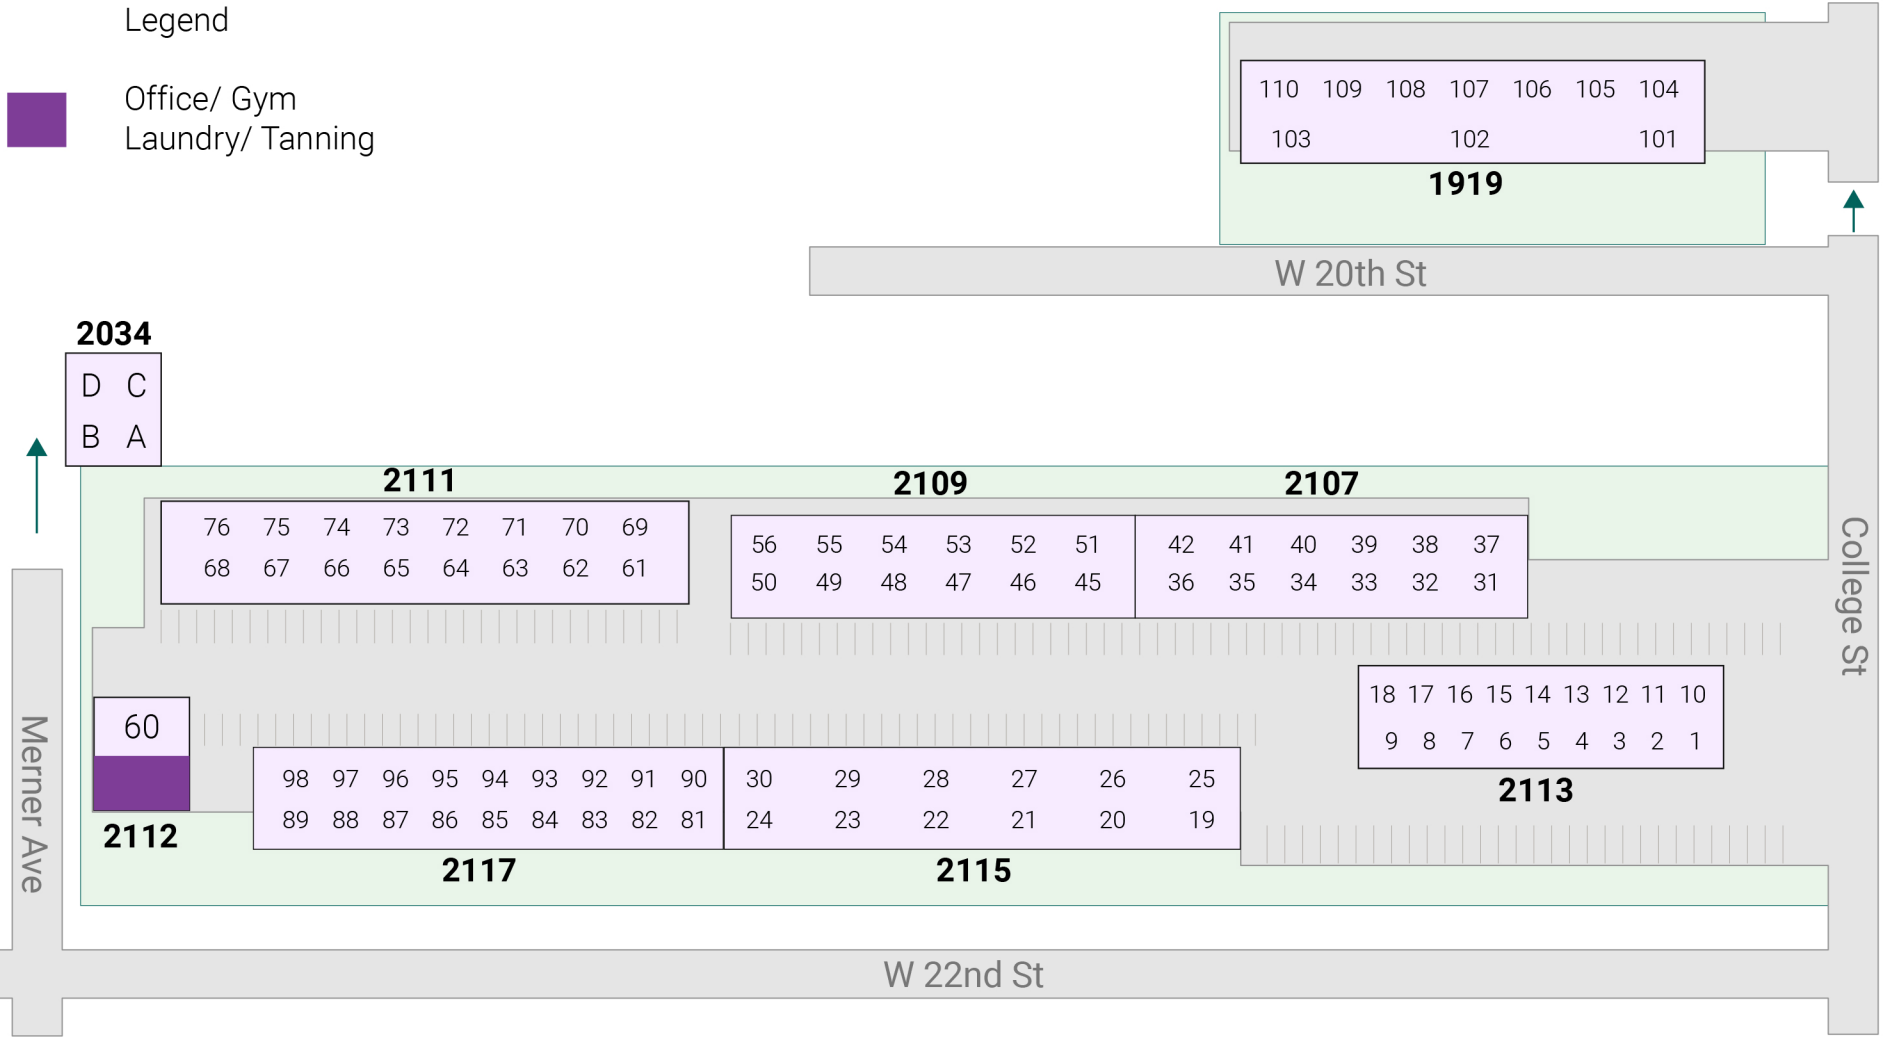 Legend
Office/ Gym
Laundry/ Tanning
110 109 108 107 106 105 104
103 102 101
1919
W 20th St
2034
D C
B A
2111
2109
2107
76 75 74 73 72 71 70 69
68 67 66 65 64 63 62 61
56 55 54 53 52 51
50 49 48 47 46 45
42 41 40 39 38 37
36 35 34 33 32 31
College St
18 17 16 15 14 13 12 11 10
9 8 7 6 5 4 3 2 1
2113
60
2112
Merner Ave
98 97 96 95 94 93 92 91 90
89 88 87 86 85 84 83 82 81
2117
30 29 28 27 26 25
24 23 22 21 20 19
2115
W 22nd St